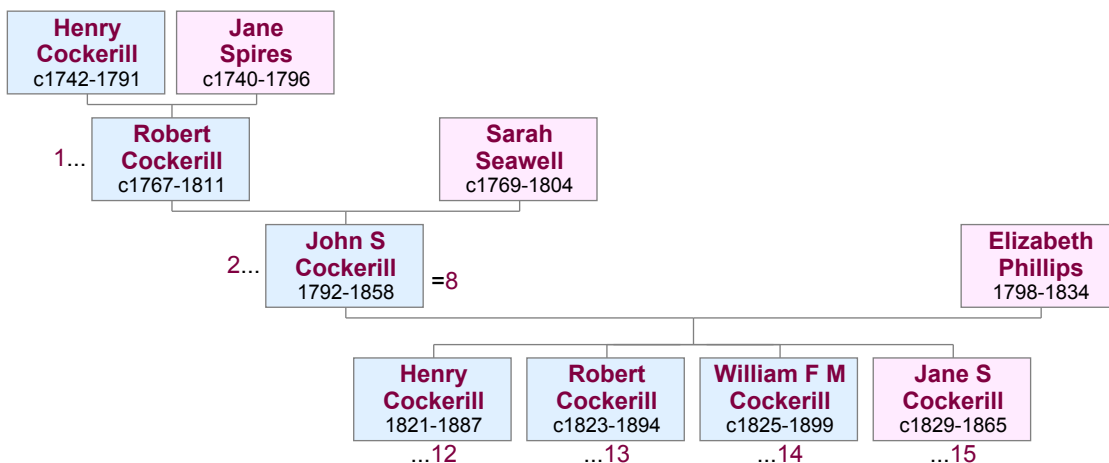 Henry
Cockerill
c1742-1791
Jane
Spires
c1740-1796
1...
Robert
Cockerill
c1767-1811
Sarah
Seawell
c1769-1804
2...
John S
Cockerill
1792-1858
=8
Elizabeth
Phillips
1798-1834
Henry
Cockerill
1821-1887
...12
Robert
Cockerill
c1823-1894
...13
William F M
Cockerill
c1825-1899
...14
Jane S
Cockerill
c1829-1865
...15